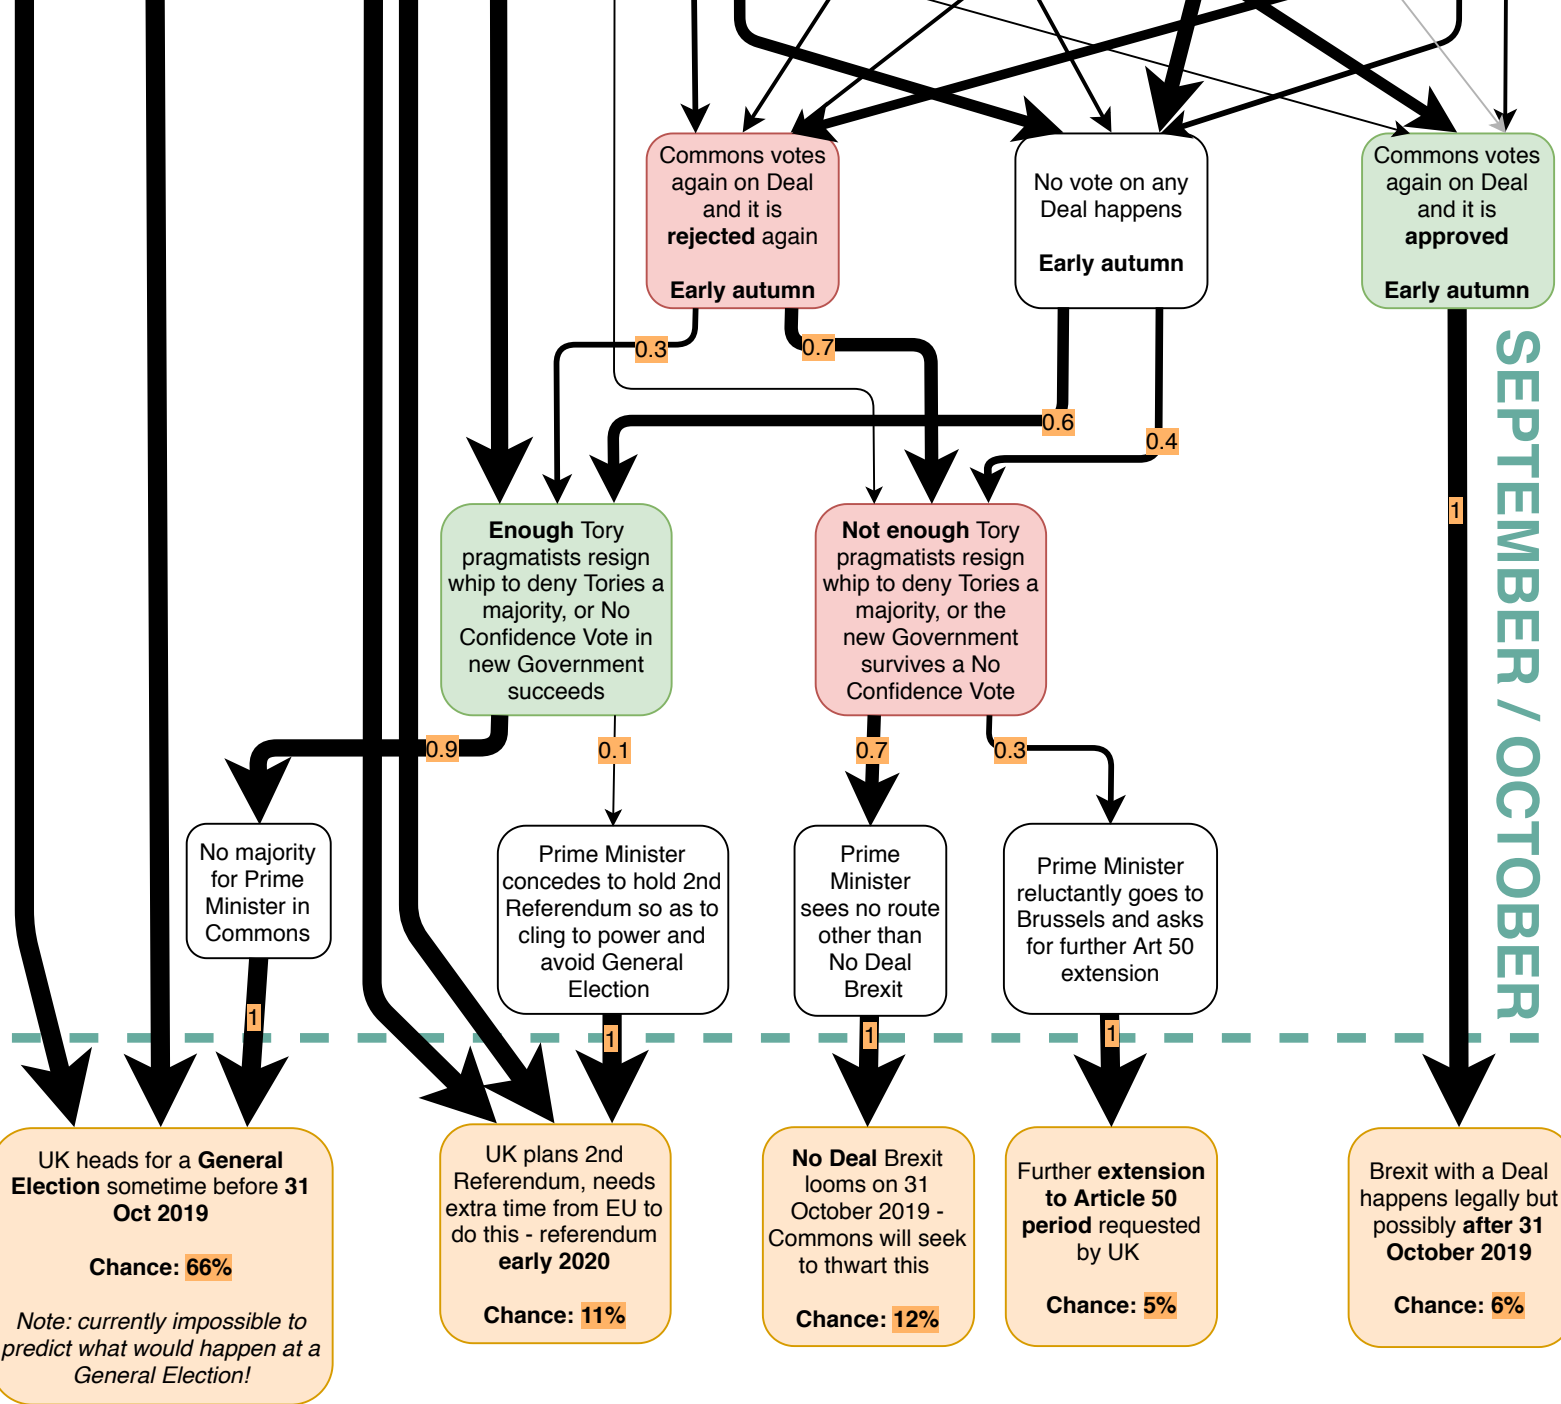 Commons votes
again on Deal
and it is
rejected again
Early autumn
No vote on any
Deal happens
Early autumn
Commons votes
again on Deal
and it is
approved
Early autumn
0.3
0.7
0.6
0.4
1
SEPTEMBER / OCTOBER
Enough Tory
pragmatists resign
whip to deny Tories a
majority, or No
Confidence Vote in
new Government
succeeds
Not enough Tory
pragmatists resign
whip to deny Tories a
majority, or the
new Government
survives a No
Confidence Vote
0.9
0.1
0.7
0.3
No majority
for Prime
Minister in
Commons
Prime Minister
concedes to hold 2nd
Referendum so as to
cling to power and
avoid General
Election
Prime
Minister
sees no route
other than
No Deal
Brexit
Prime Minister
reluctantly goes to
Brussels and asks
for further Art 50
extension
1
1
1
1
UK heads for a General
Election sometime before 31
Oct 2019
Chance: 66%
Note: currently impossible to
predict what would happen at a
General Election!
UK plans 2nd
Referendum, needs
extra time from EU to
do this - referendum
early 2020
Chance: 11%
No Deal Brexit
looms on 31
October 2019 -
Commons will seek
to thwart this
Chance: 12%
Further extension
to Article 50
period requested
by UK
Chance: 5%
Brexit with a Deal
happens legally but
possibly after 31
October 2019
Chance: 6%